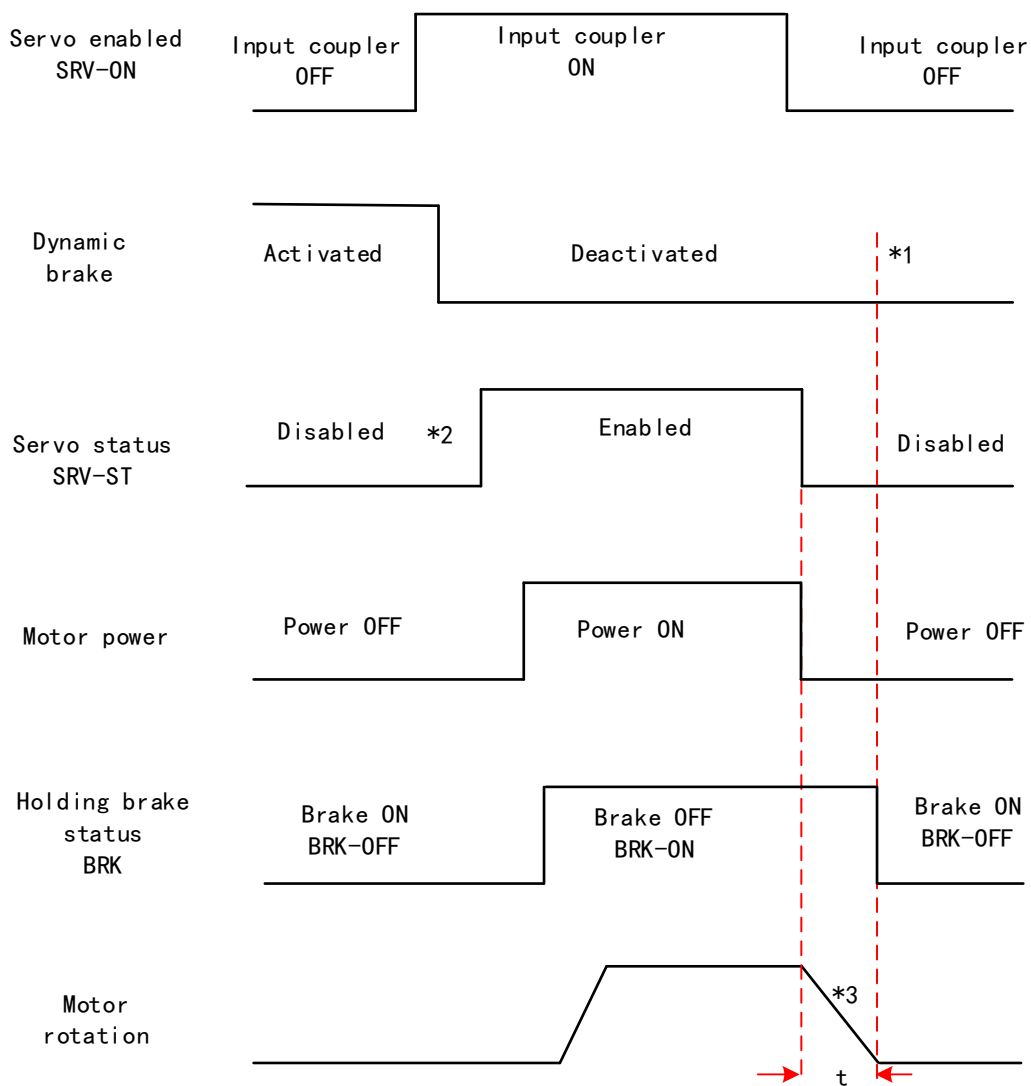 Servo enabled
SRV-ON
Input coupler
OFF
Input coupler
ON
Input coupler
OFF
Dynamic
brake
Activated
Deactivated
*1
Servo status
SRV-ST
Disabled
*2
Enabled
Disabled
Motor power
Power OFF
Power ON
Power OFF
Holding brake
status
BRK
Brake ON
BRK-OFF
Brake OFF
BRK-ON
Brake ON
BRK-OFF
Motor
rotation
*3
t